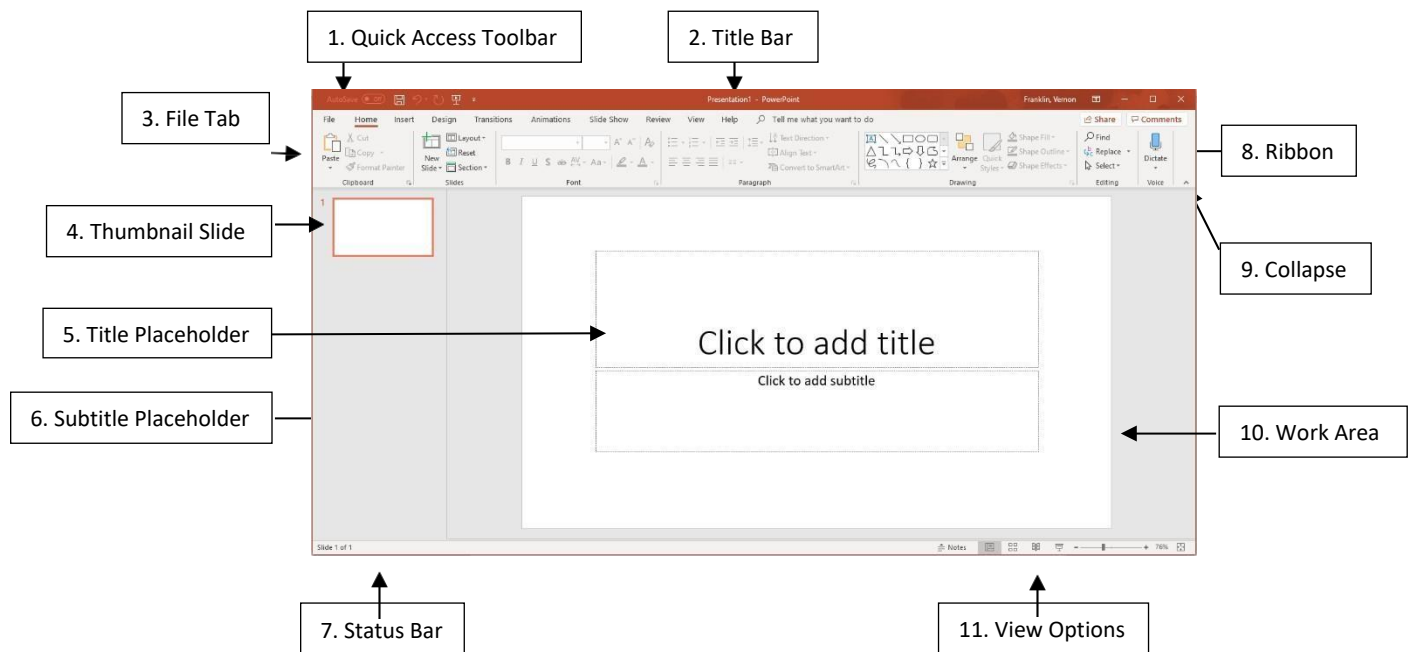 1. Quick Access Toolbar
2. Title Bar
3. File Tab
4. Thumbnail Slide
5. Title Placeholder
6. Subtitle Placeholder
7. Status Bar
8. Ribbon
9. Collapse
10. Work Area
11. View Options
AutoSave Off
Presentation1 - PowerPoint
Franklin, Vernon
File Home Insert Design Transitions Animations Slide Show Review View Help Tell me what you want to do Share Comments
Paste
Cut
Copy
Format Painter
Clipboard
New
Slide
Layout
Reset
Section
Slides
B I U S ab AV Aa A
Font
Text Direction
Align Text
Convert to SmartArt
Paragraph
Arrange
Quick
Styles
Shape Fill
Shape Outline
Shape Effects
Drawing
Find
Replace
Select
Editing
Dictate
Voice
1
Click to add title
Click to add subtitle
Slide 1 of 1
Notes
76%